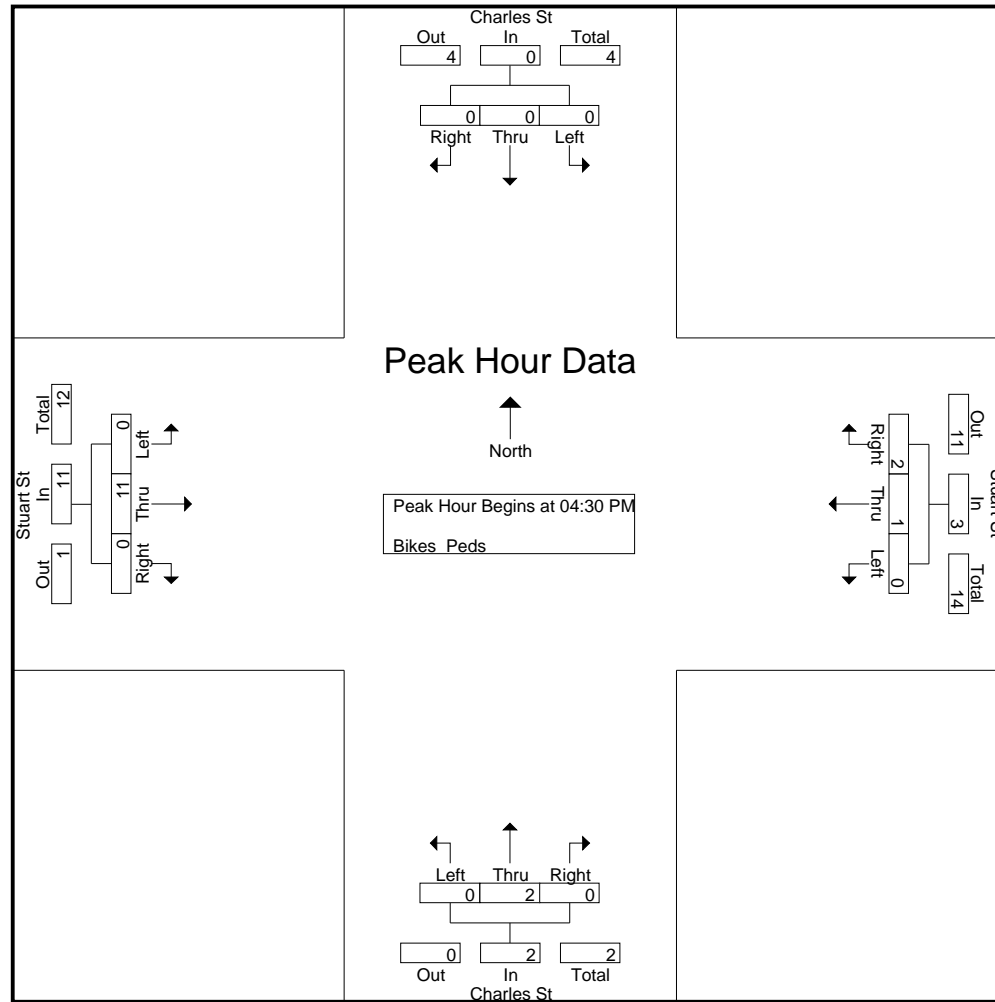 Charles St
Out In Total
4 0 4
0 0 0
Right Thru Left
Peak Hour Data
North
Peak Hour Begins at 04:30 PM
Bikes Peds
Stuart St
Total In Out
12 11 1
0 11 0
Left Thru Right
Right Thru Left
2 1 0
11 3 14
Out In Total
Stuart St
Left Thru Right
0 2 0
0 2 2
Out In Total
Charles St